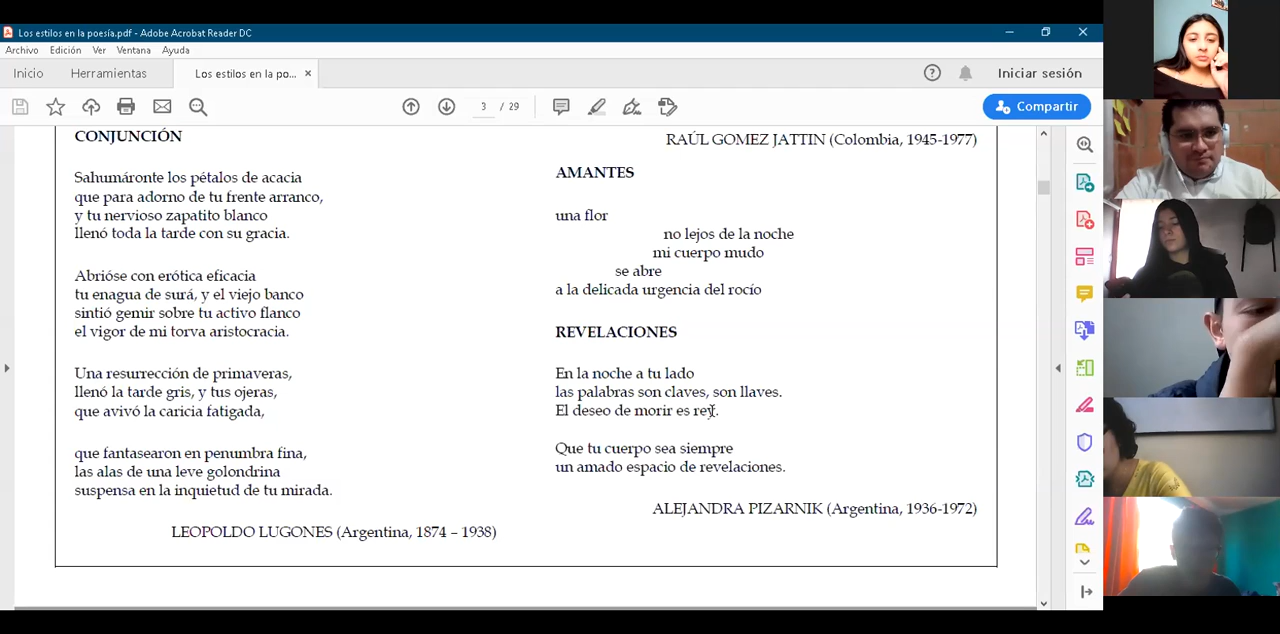 Los estilos en la poesía.pdf - Adobe Acrobat Reader DC
Archivo Edición Ver Ventana Ayuda
Inicio Herramientas Los estilos en la po... × Iniciar sesión
3 / 29 Compartir
CONJUNCIÓN
Sahumáronte los pétalos de acacia
que para adorno de tu frente arranco,
y tu nervioso zapatito blanco
llenó toda la tarde con su gracia.
Abrióse con erótica eficacia
tu enagua de surá, y el viejo banco
sintió gemir sobre tu activo flanco
el vigor de mi torva aristocracia.
Una resurrección de primaveras,
llenó la tarde gris, y tus ojeras,
que avivó la caricia fatigada,
que fantasearon en penumbra fina,
las alas de una leve golondrina
suspensa en la inquietud de tu mirada.
LEOPOLDO LUGONES (Argentina, 1874 – 1938)
RAÚL GOMEZ JATTIN (Colombia, 1945-1977)
AMANTES
una flor
no lejos de la noche
mi cuerpo mudo
se abre
a la delicada urgencia del rocío
REVELACIONES
En la noche a tu lado
las palabras son claves, son llaves.
El deseo de morir es rey.
Que tu cuerpo sea siempre
un amado espacio de revelaciones.
ALEJANDRA PIZARNIK (Argentina, 1936-1972)